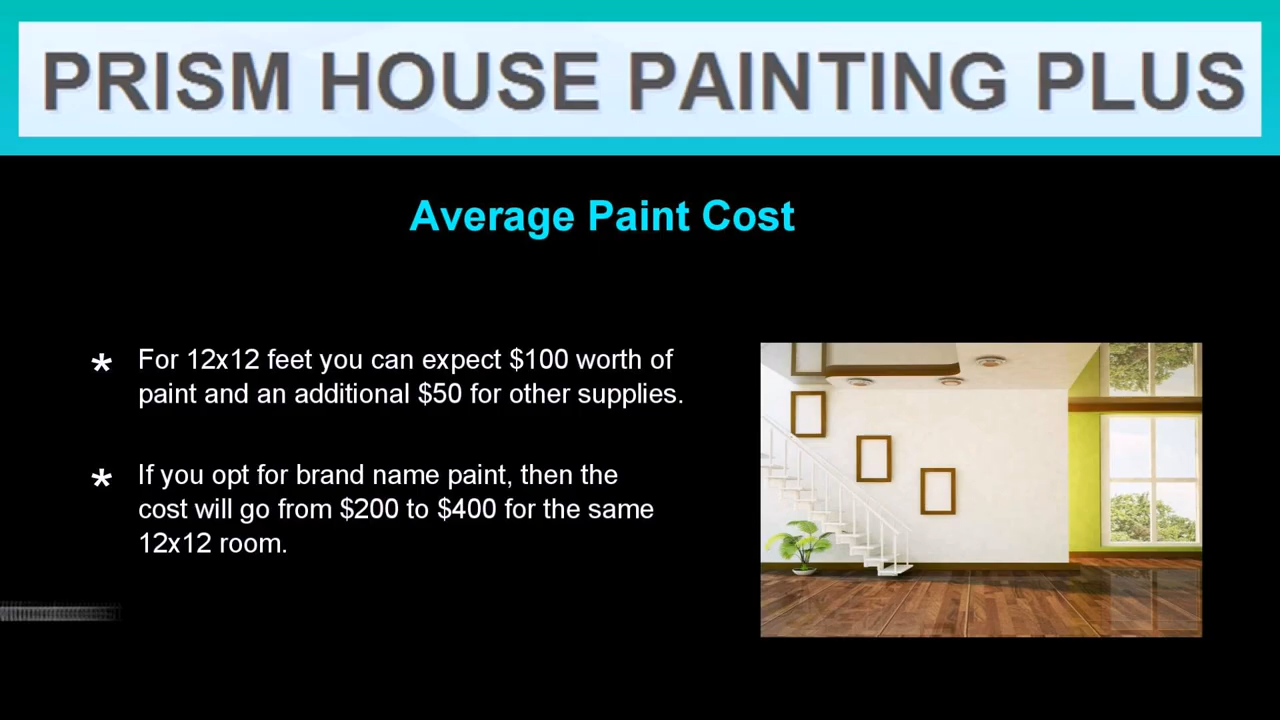 PRISM HOUSE PAINTING PLUS
Average Paint Cost
* For 12x12 feet you can expect $100 worth of
paint and an additional $50 for other supplies.
* If you opt for brand name paint, then the
cost will go from $200 to $400 for the same
12x12 room.